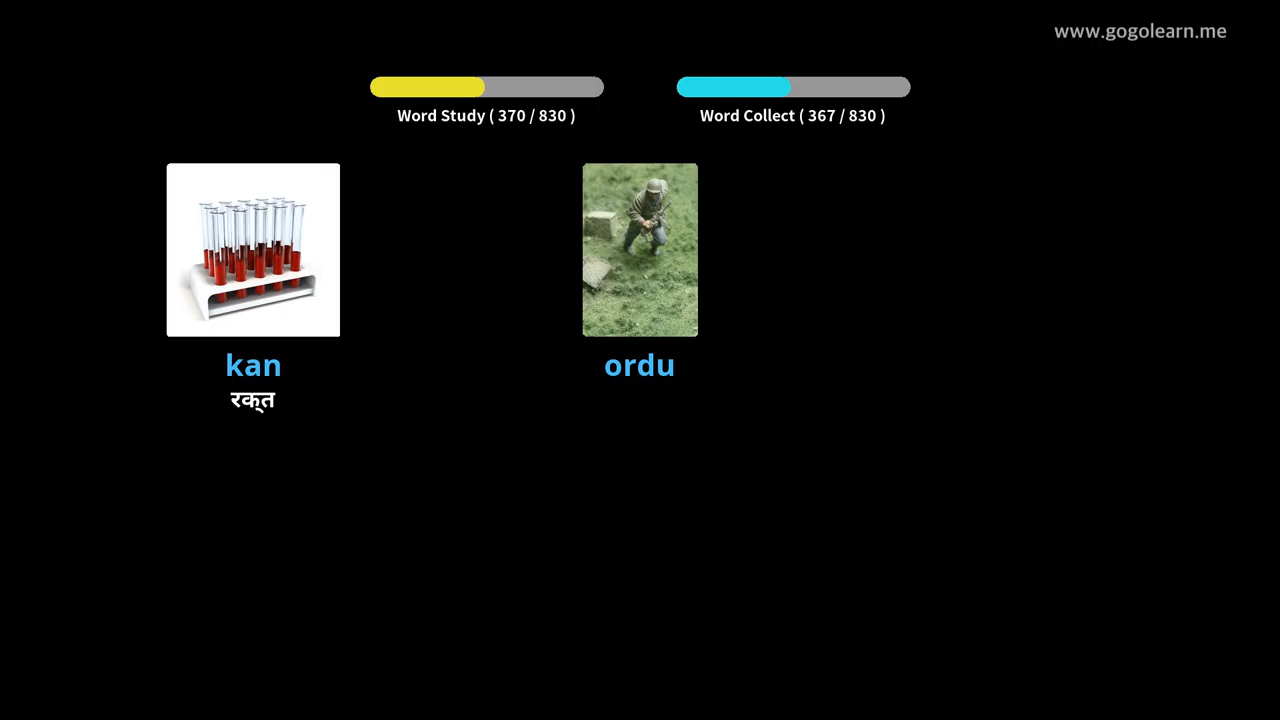 www.gogolearn.me
Word Study ( 370 / 830 )
Word Collect ( 367 / 830 )
kan
ordu
रक्त